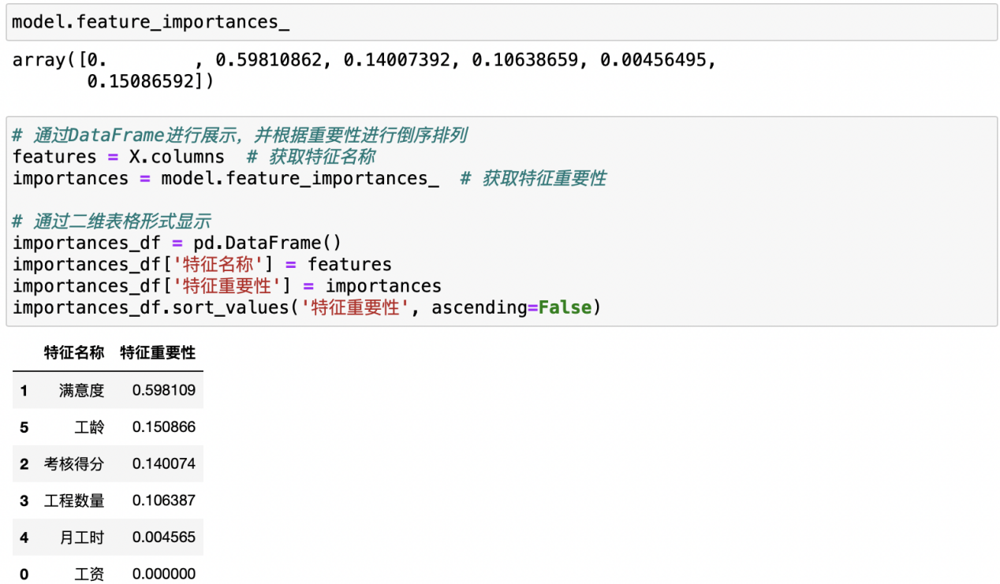 model.feature_importances_
array([0.        , 0.59810862, 0.14007392, 0.10638659, 0.00456495,
       0.15086592])
# 通过DataFrame进行展示，并根据重要性进行倒序排列
features = X.columns  # 获取特征名称
importances = model.feature_importances_  # 获取特征重要性
# 通过二维表格形式显示
importances_df = pd.DataFrame()
importances_df['特征名称'] = features
importances_df['特征重要性'] = importances
importances_df.sort_values('特征重要性', ascending=False)
特征名称 特征重要性
1 满意度 0.598109
5 工龄 0.150866
2 考核得分 0.140074
3 工程数量 0.106387
4 月工时 0.004565
0 工资 0.000000